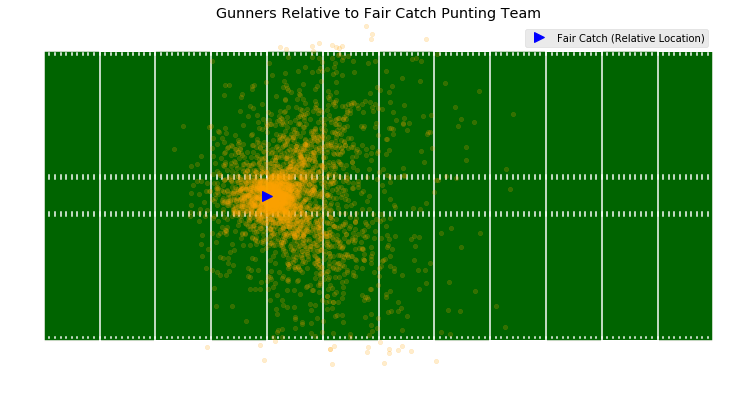 Gunners Relative to Fair Catch Punting Team
Fair Catch (Relative Location)